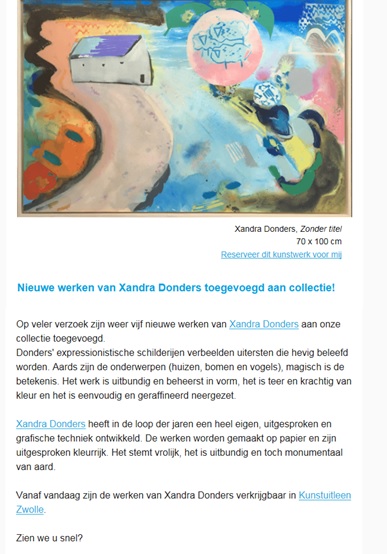 Xandra Donders, Zonder titel
70 x 100 cm
Reserveer dit kunstwerk voor mij
Nieuwe werken van Xandra Donders toegevoegd aan collectie!
Op veler verzoek zijn weer vijf nieuwe werken van Xandra Donders aan onze
collectie toegevoegd.
Donders' expressionistische schilderijen verbeelden uitersten die hevig beleefd
worden. Aards zijn de onderwerpen (huizen, bomen en vogels), magisch is de
betekenis. Het werk is uitbundig en beheerst in vorm, het is teer en krachtig van
kleur en het is eenvoudig en geraffineerd neergezet.
Xandra Donders heeft in de loop der jaren een heel eigen, uitgesproken en
grafische techniek ontwikkeld. De werken worden gemaakt op papier en zijn
uitgesproken kleurrijk. Het stemt vrolijk, het is uitbundig en toch monumentaal
van aard.
Vanaf vandaag zijn de werken van Xandra Donders verkrijgbaar in Kunstuitleen
Zwolle.
Zien we u snel?